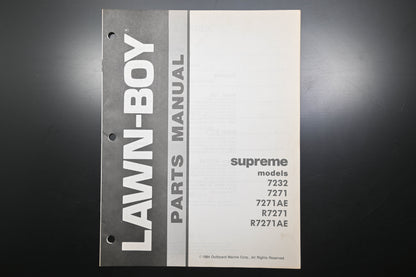 LAWN-BOY®
PARTS MANUAL
supreme
models
7232
7271
7271AE
R7271
R7271AE
© 1984 Outboard Marine Corp., All Rights Reserved